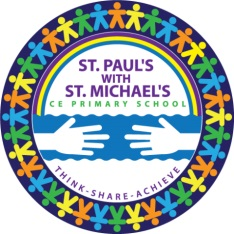 ST. PAUL'S
WITH
ST. MICHAEL'S
CE PRIMARY SCHOOL
THINK-SHARE-ACHIEVE